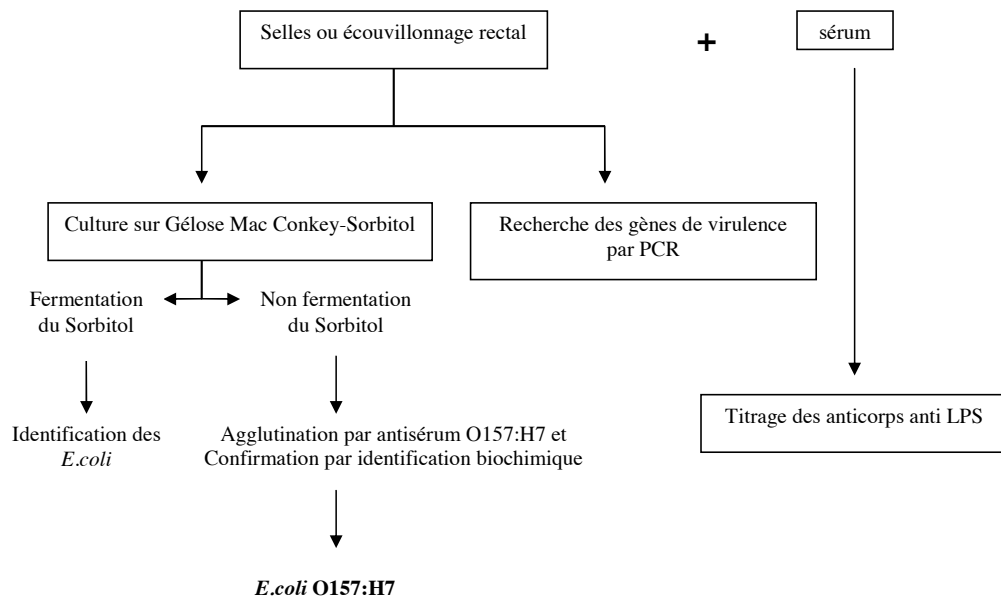 Selles ou écouvillonnage rectal
+
sérum
Culture sur Gélose Mac Conkey-Sorbitol
Recherche des gènes de virulence
par PCR
Fermentation
du Sorbitol
Non fermentation
du Sorbitol
Titrage des anticorps anti LPS
Identification des
E.coli
Agglutination par antisérum O157:H7 et
Confirmation par identification biochimique
E.coli O157:H7